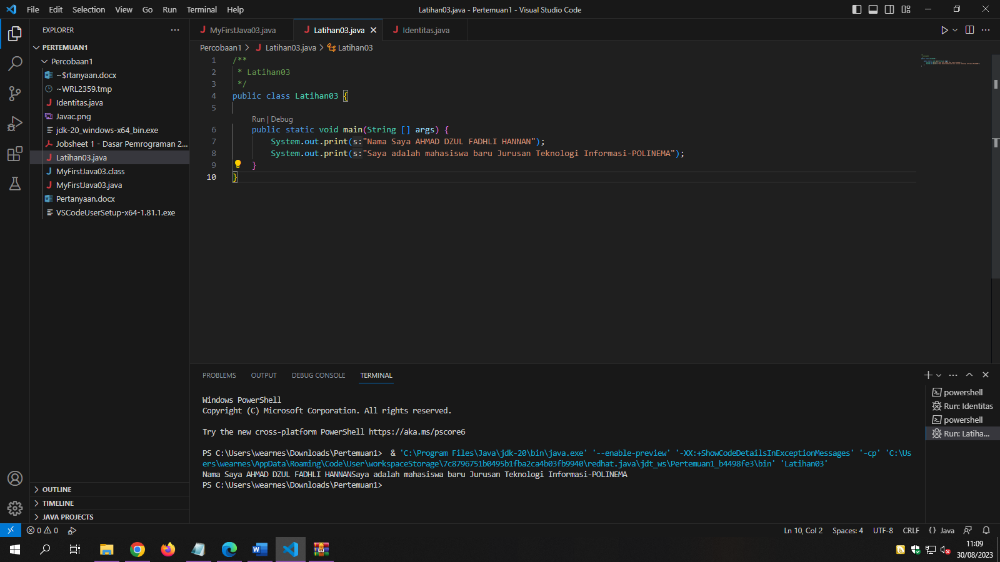 File Edit Selection View Go Run Terminal Help
Latihan03.java - Pertemuan1 - Visual Studio Code
EXPLORER
PERTEMUAN1
Percobaan1
~$rtanyaan.docx
~WRL2359.tmp
Identitas.java
Javac.png
jdk-20_windows-x64_bin.exe
Jobsheet 1 - Dasar Pemrograman 2...
Latihan03.java
MyFirstJava03.class
MyFirstJava03.java
Pertanyaan.docx
VSCodeUserSetup-x64-1.81.1.exe
OUTLINE
TIMELINE
JAVA PROJECTS
MyFirstJava03.java Latihan03.java Identitas.java
Percobaan1 > Latihan03.java > Latihan03
1 /**
2 * Latihan03
3 */
4 public class Latihan03 {
5
Run | Debug
6 public static void main(String [] args) {
7 System.out.print(s:"Nama Saya AHMAD DZUL FADHLI HANNAN");
8 System.out.print(s:"Saya adalah mahasiswa baru Jurusan Teknologi Informasi-POLINEMA");
9 }
10 }
PROBLEMS OUTPUT DEBUG CONSOLE TERMINAL
Windows PowerShell
Copyright (C) Microsoft Corporation. All rights reserved.
Try the new cross-platform PowerShell https://aka.ms/pscore6
PS C:\Users\wearnes\Downloads\Pertemuan1> & 'C:\Program Files\Java\jdk-20\bin\java.exe' '--enable-preview' '-XX:+ShowCodeDetailsInExceptionMessages' '-cp' 'C:\Us
ers\wearnes\AppData\Roaming\Code\User\workspaceStorage\7c8796751b0495b1fba2ca4b03fb9940\redhat.java\jdt_ws\Pertemuan1_b4498fe3\bin' 'Latihan03'
Nama Saya AHMAD DZUL FADHLI HANNANSaya adalah mahasiswa baru Jurusan Teknologi Informasi-POLINEMA
PS C:\Users\wearnes\Downloads\Pertemuan1>
powershell
Run: Identitas
powershell
Run: Latiha...
0 0
Ln 10, Col 2 Spaces: 4 UTF-8 CRLF {} Java
11:09
30/08/2023